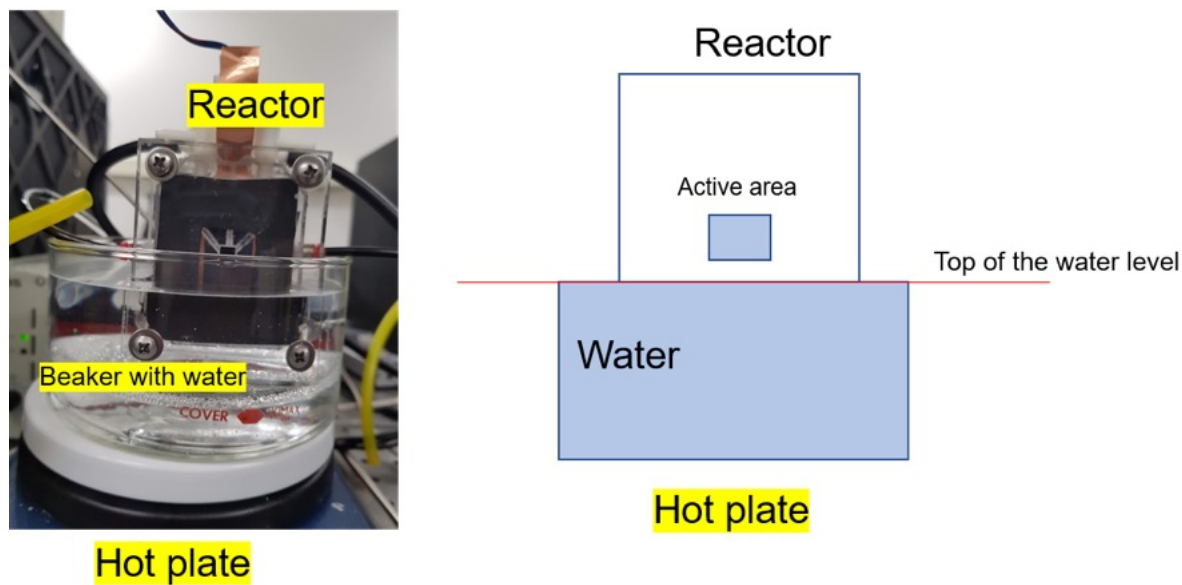 Reactor
Beaker with water
COVER
Hot plate
Reactor
Active area
Top of the water level
Water
Hot plate